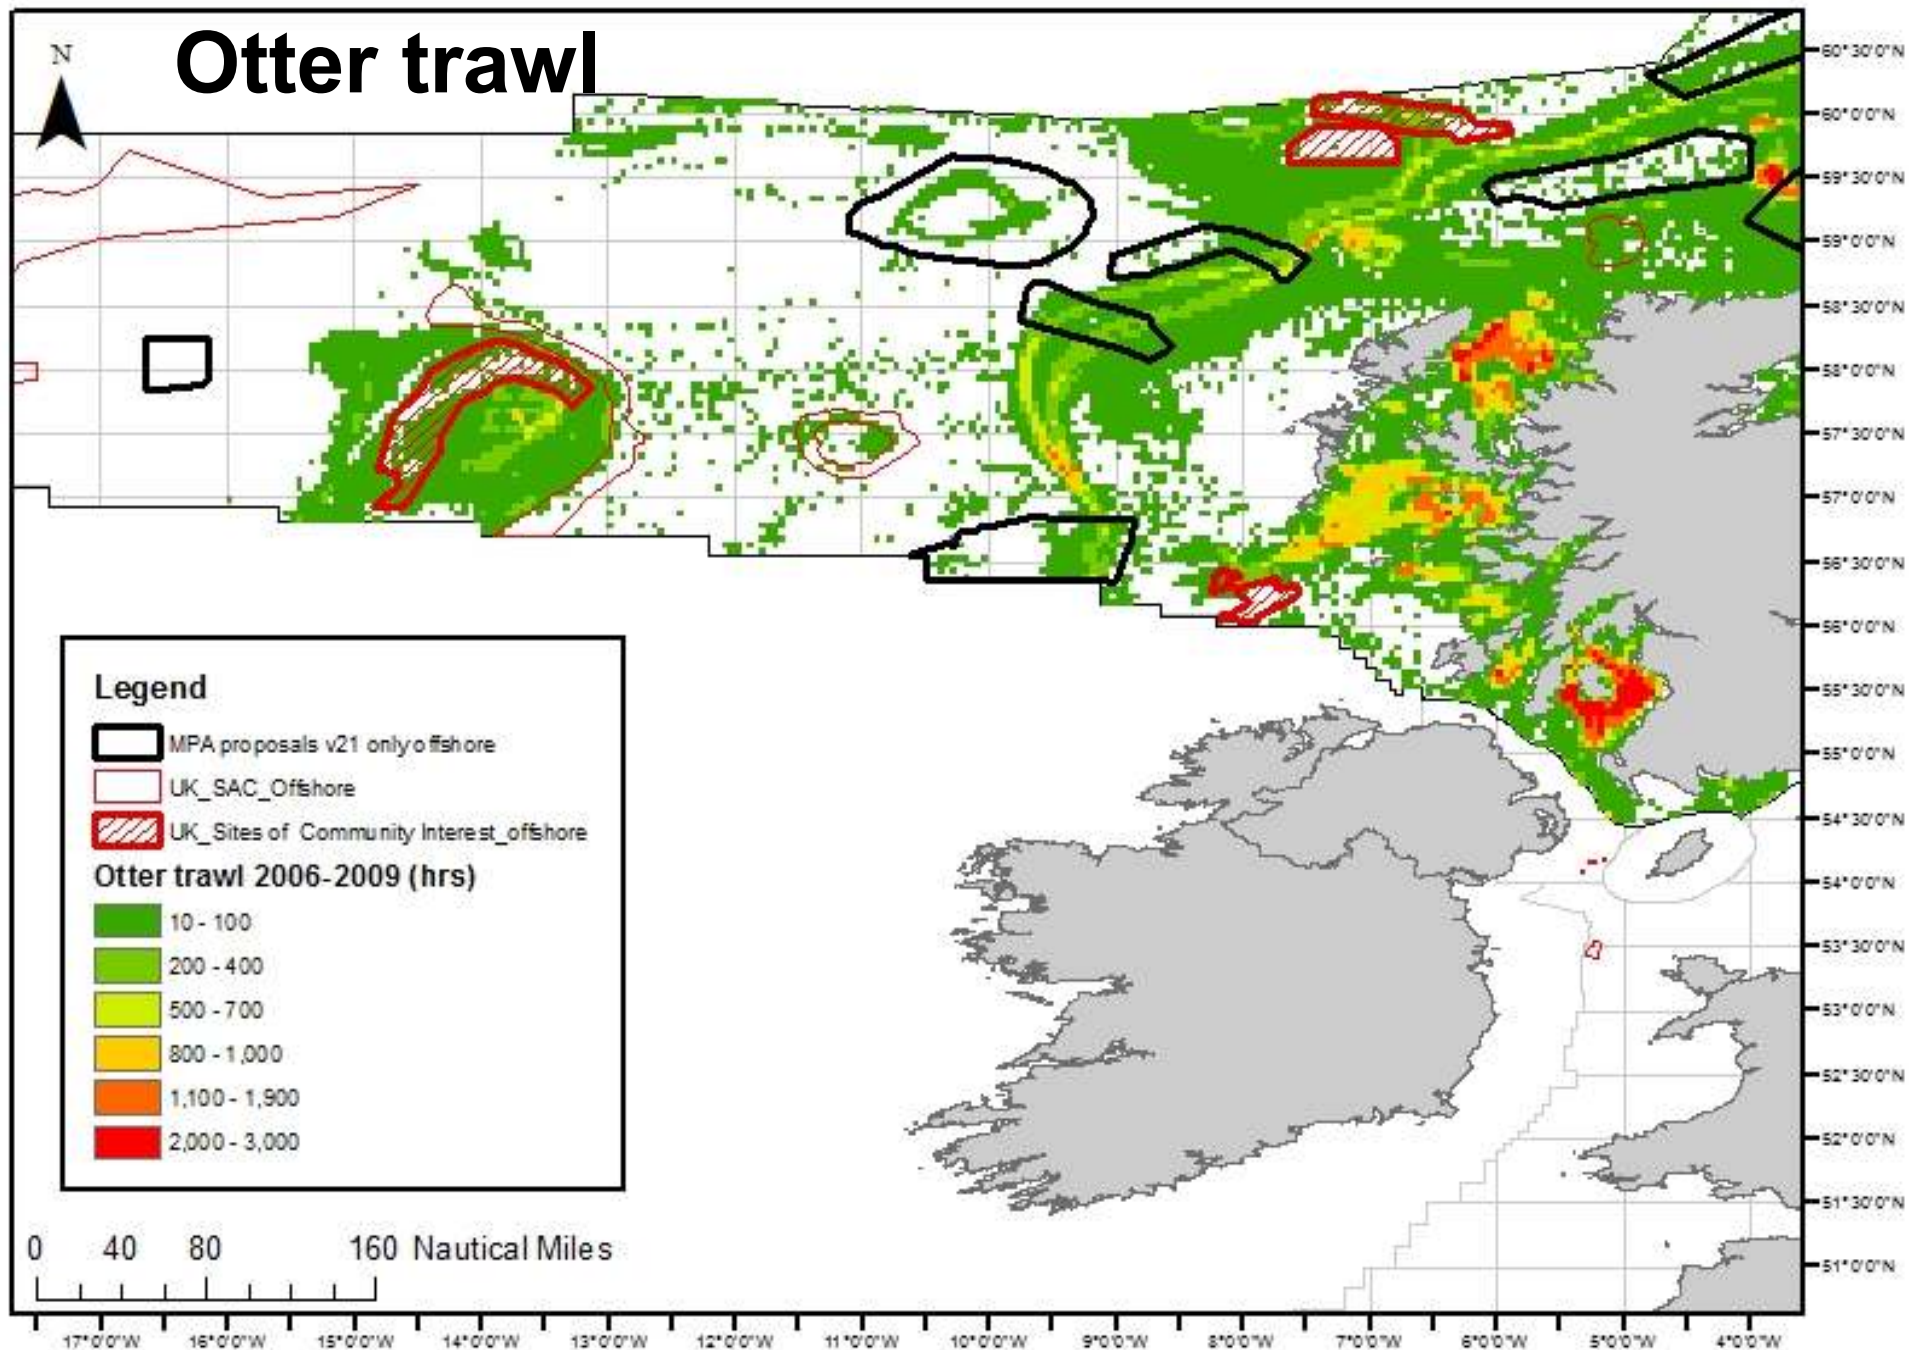 Otter trawl
N
60°30'0"N
60°0'0"N
59°30'0"N
59°0'0"N
58°30'0"N
58°0'0"N
57°30'0"N
57°0'0"N
56°30'0"N
56°0'0"N
55°30'0"N
55°0'0"N
54°30'0"N
54°0'0"N
53°30'0"N
53°0'0"N
52°30'0"N
52°0'0"N
51°30'0"N
51°0'0"N
Legend
MPA proposals v21 only offshore
UK_SAC_Offshore
UK_Sites of Community Interest_offshore
Otter trawl 2006-2009 (hrs)
10 - 100
200 - 400
500 - 700
800 - 1,000
1,100 - 1,900
2,000 - 3,000
0 40 80 160 Nautical Miles
17°0'0"W 16°0'0"W 15°0'0"W 14°0'0"W 13°0'0"W 12°0'0"W 11°0'0"W 10°0'0"W 9°0'0"W 8°0'0"W 7°0'0"W 6°0'0"W 5°0'0"W 4°0'0"W